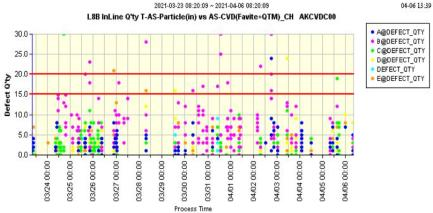 2021-03-23 08:20:09 ~ 2021-04-06 08:20:09
04-06 13:39
L8B InLine Q'ty T-AS-Particle(in) vs AS-CVD(Favite+QTM)_CH AKCVDC00
Defect Q'ty
30.0
25.0
20.0
15.0
10.0
5.0
0.0
03/24 00:00
03/25 00:00
03/26 00:00
03/27 00:00
03/28 00:00
03/29 00:00
03/30 00:00
03/31 00:00
04/01 00:00
04/02 00:00
04/03 00:00
04/04 00:00
04/05 00:00
04/06 00:00
Process Time
A@DEFECT_QTY
B@DEFECT_QTY
C@DEFECT_QTY
D@DEFECT_QTY
DEFECT_QTY
E@DEFECT_QTY